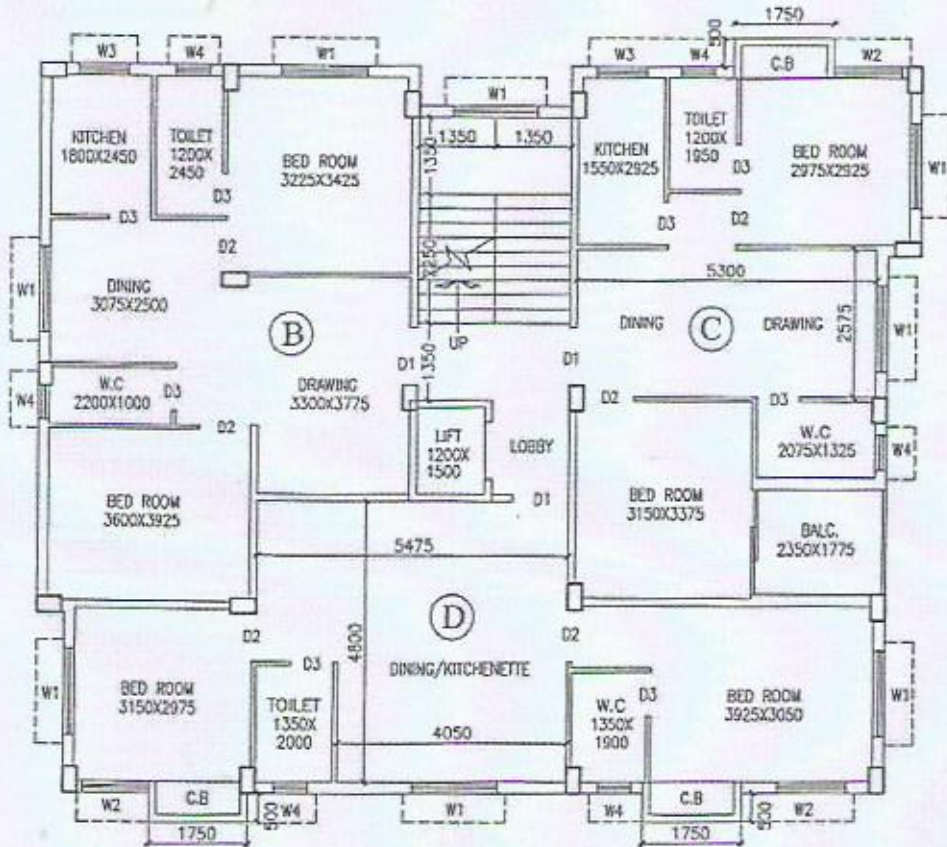 1750
W3
W4
W1
500
W3
W4
C.B
W2
W1
KITCHEN
1800X2450
TOILET
1200X
2450
BED ROOM
3225X3425
1350
1350
1350
KITCHEN
1550X2925
TOILET
1200X
1950
BED ROOM
2975X2925
W1
D3
D3
D3
D3
D2
D2
W1
DINING
3075X2500
X250
5300
B
UP
DINING
C
DRAWING
2575
W1
D1
1350
D1
W4
W.C
2200X1000
D3
DRAWING
3300X3775
D2
D2
D3
LIFT
1200X
1500
LOBBY
W.C
2075X1325
W4
BED ROOM
3600X3925
D1
BED ROOM
3150X3375
BALC.
2350X1775
5475
D
D2
D2
4800
W1
BED ROOM
3150X2975
D3
DINING/KITCHENETTE
D3
BED ROOM
3925X3050
W1
TOILET
1350X
2000
W.C
1350X
1900
4050
W2
C.B
500
W4
W1
W4
C.B
500
W2
1750
1750